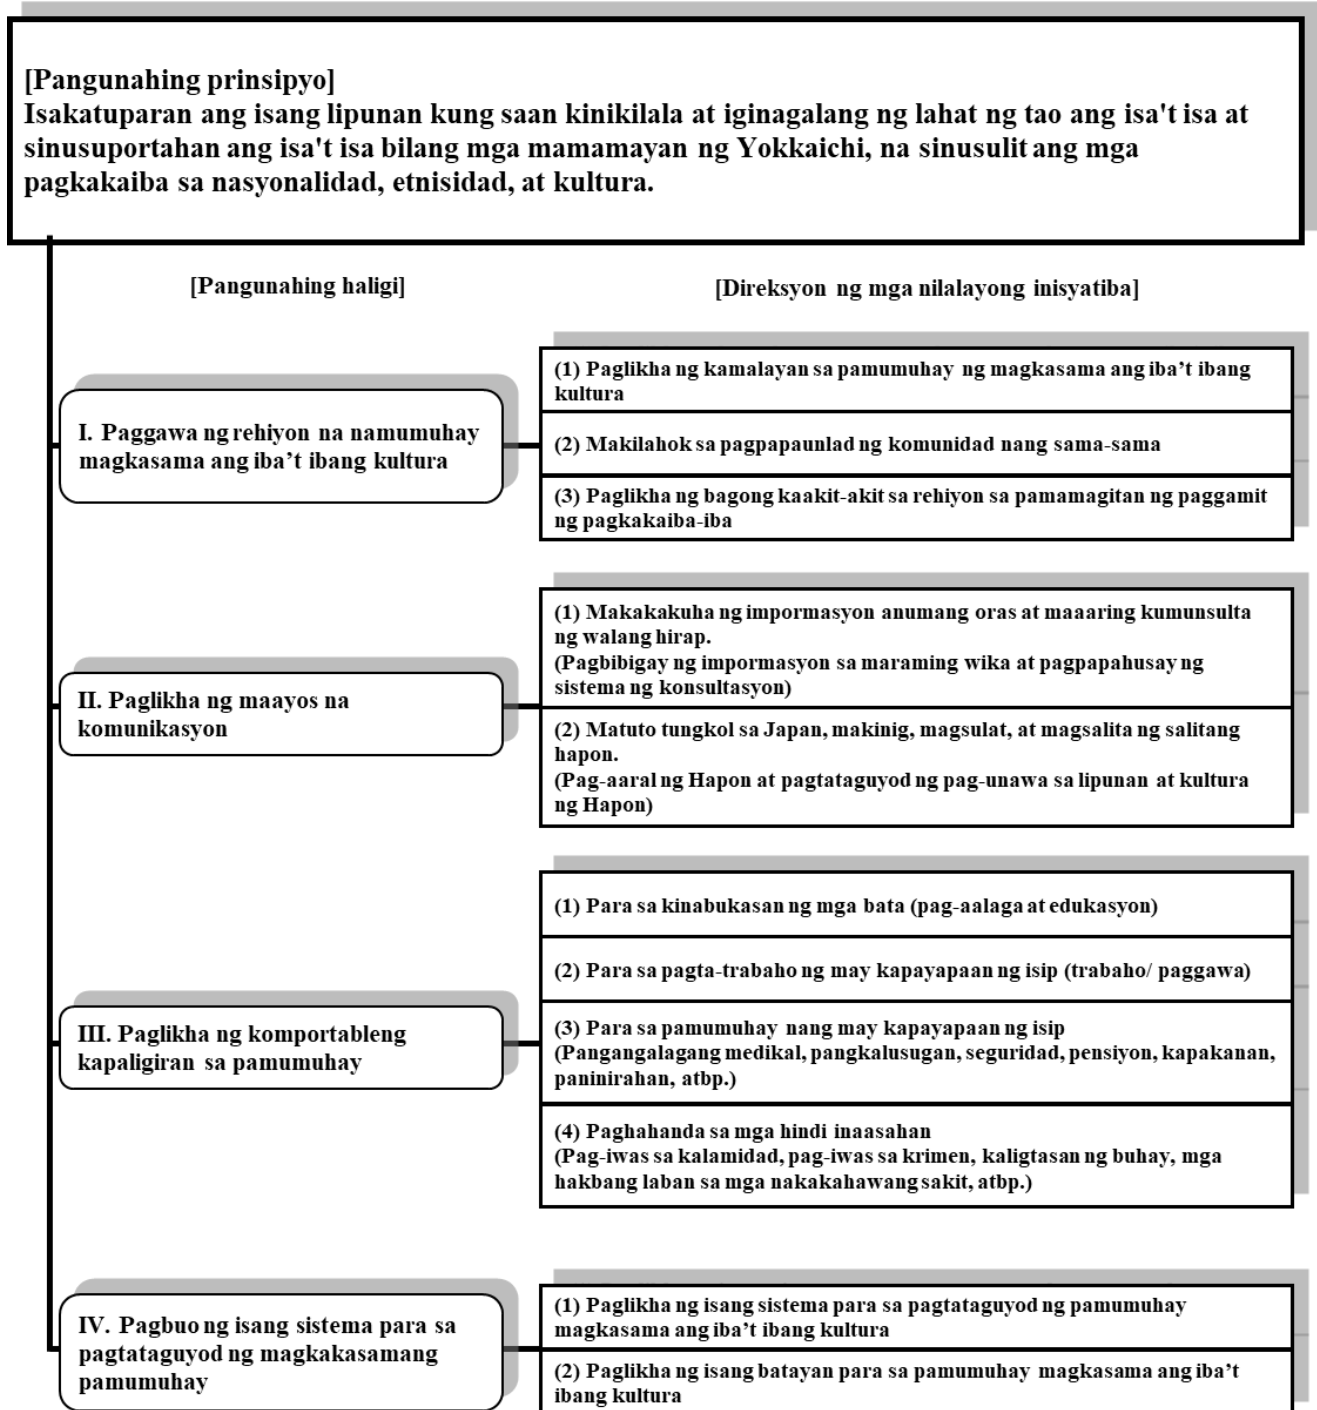 [Pangunahing prinsipyo]
Isakatuparan ang isang lipunan kung saan kinikilala at iginagalang ng lahat ng tao ang isa't isa at
sinusuportahan ang isa't isa bilang mga mamamayan ng Yokkaichi, na sinusulit ang mga
pagkakaiba sa nasyonalidad, etnisidad, at kultura.
[Pangunahing haligi]
[Direksyon ng mga nilalayong inisyatiba]
I. Paggawa ng rehiyon na namumuhay
magkasama ang iba’t ibang kultura
(1) Paglikha ng kamalayan sa pamumuhay ng magkasama ang iba’t ibang
kultura
(2) Makilahok sa pagpapaunlad ng komunidad nang sama-sama
(3) Paglikha ng bagong kaakit-akit sa rehiyon sa pamamagitan ng paggamit
ng pagkakaiba-iba
II. Paglikha ng maayos na
komunikasyon
(1) Makakakuha ng impormasyon anumang oras at maaaring kumunsulta
ng walang hirap.
(Pagbibigay ng impormasyon sa maraming wika at pagpapahusay ng
sistema ng konsultasyon)
(2) Matuto tungkol sa Japan, makinig, magsulat, at magsalita ng salitang
hapon.
(Pag-aaral ng Hapon at pagtataguyod ng pag-unawa sa lipunan at kultura
ng Hapon)
III. Paglikha ng komportableng
kapaligiran sa pamumuhay
(1) Para sa kinabukasan ng mga bata (pag-aalaga at edukasyon)
(2) Para sa pagta-trabaho ng may kapayapaan ng isip (trabaho/ paggawa)
(3) Para sa pamumuhay nang may kapayapaan ng isip
(Pangangalagang medikal, pangkalusugan, seguridad, pensiyon, kapakanan,
paninirahan, atbp.)
(4) Paghahanda sa mga hindi inaasahan
(Pag-iwas sa kalamidad, pag-iwas sa krimen, kaligtasan ng buhay, mga
hakbang laban sa mga nakakahawang sakit, atbp.)
IV. Pagbuo ng isang sistema para sa
pagtataguyod ng magkakasamang
pamumuhay
(1) Paglikha ng isang sistema para sa pagtataguyod ng pamumuhay
magkasama ang iba’t ibang kultura
(2) Paglikha ng isang batayan para sa pamumuhay magkasama ang iba’t
ibang kultura